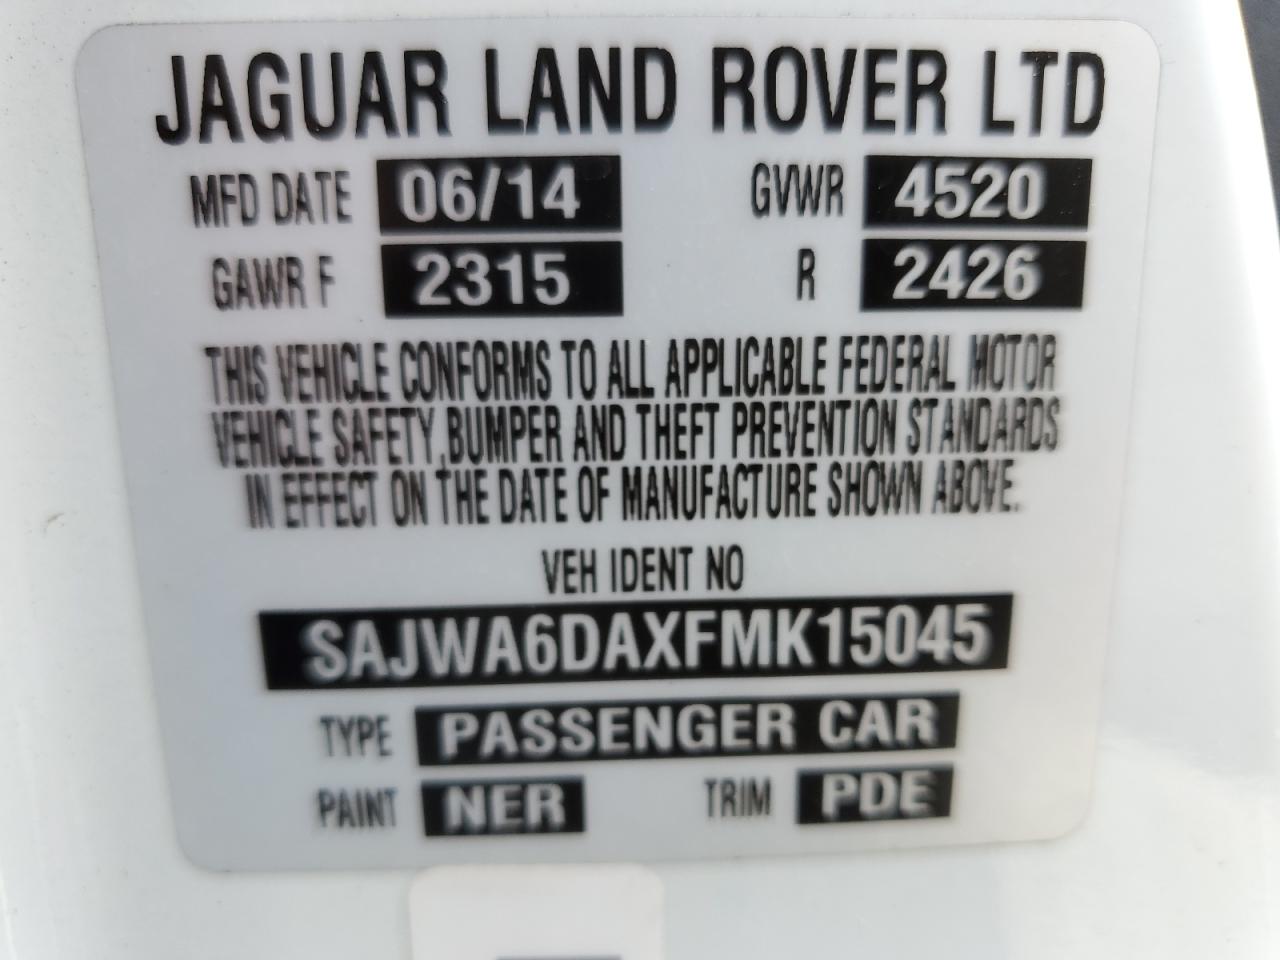 JAGUAR LAND ROVER LTD
MFD DATE 06/14 GVWR 4520
GAWR F 2315 R 2426
THIS VEHICLE CONFORMS TO ALL APPLICABLE FEDERAL MOTOR
VEHICLE SAFETY,BUMPER AND THEFT PREVENTION STANDARDS
IN EFFECT ON THE DATE OF MANUFACTURE SHOWN ABOVE.
VEH IDENT NO
SAJWA6DAXFMK15045
TYPE PASSENGER CAR
PAINT NER TRIM PDE